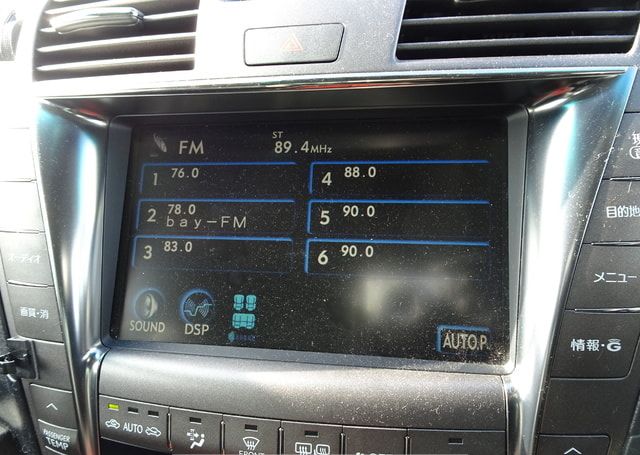 FM
ST
89.4MHz
1 76.0
4 88.0
2 78.0
bay-FM
5 90.0
3 83.0
6 90.0
SOUND
DSP
AUTO.P
オーディオ
画質・消
目的地
メニュー
情報・G
AUTO
PASSENGER
TEMP
FRONT